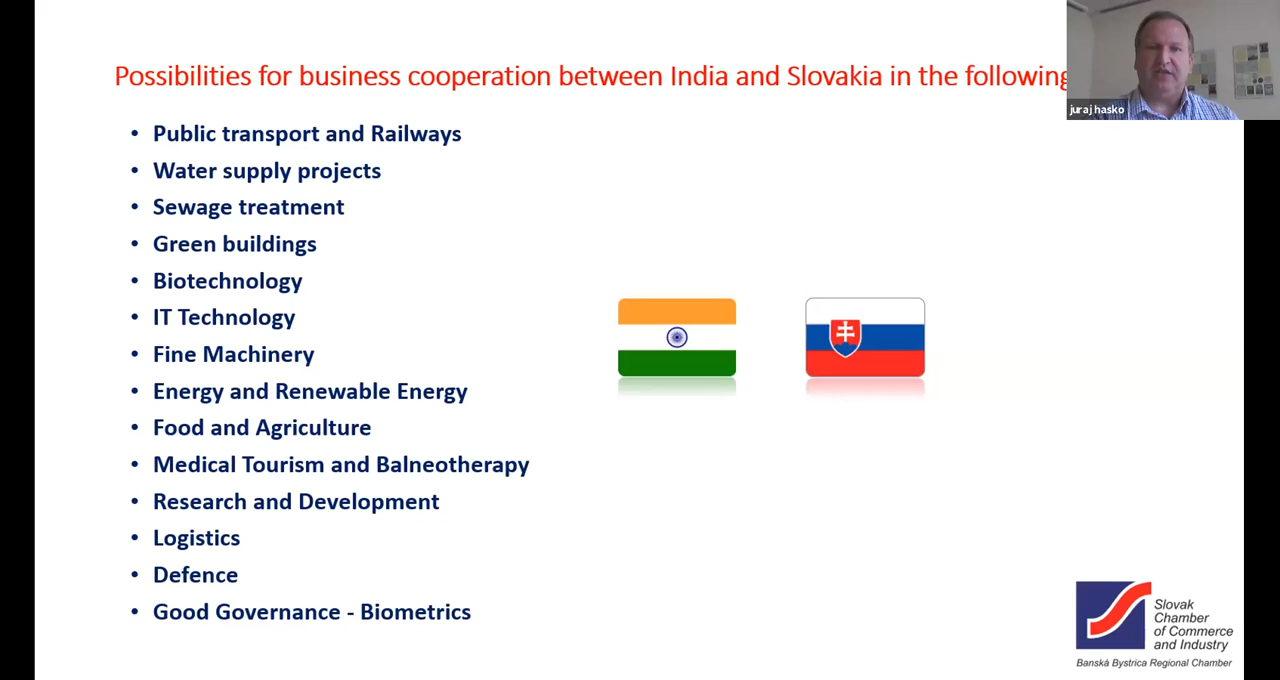 Possibilities for business cooperation between India and Slovakia in the following
juraj hasko
• Public transport and Railways
• Water supply projects
• Sewage treatment
• Green buildings
• Biotechnology
• IT Technology
• Fine Machinery
• Energy and Renewable Energy
• Food and Agriculture
• Medical Tourism and Balneotherapy
• Research and Development
• Logistics
• Defence
• Good Governance - Biometrics
Slovak
Chamber
of Commerce
and Industry
Banská Bystrica Regional Chamber